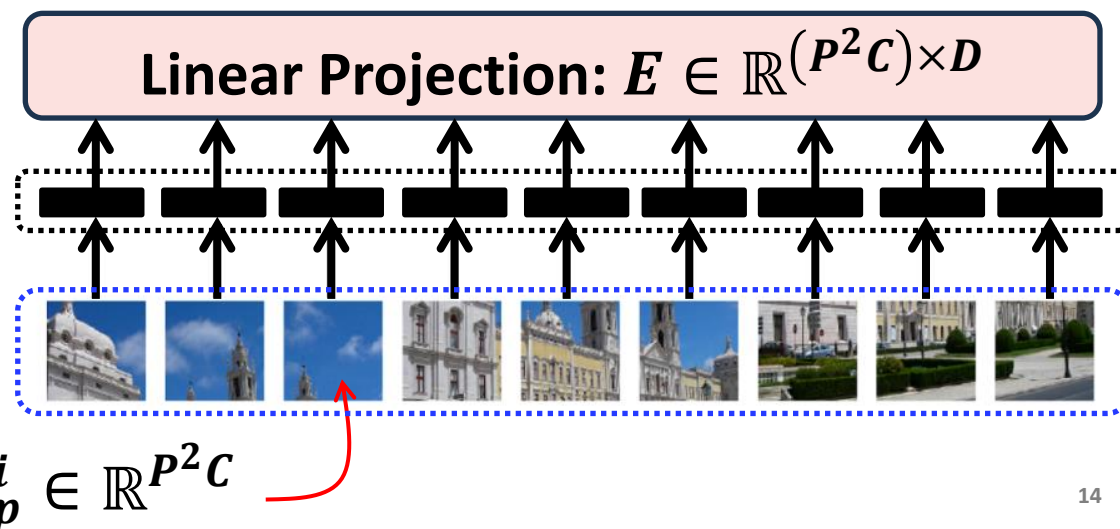 Linear Projection: E ∈ ℝ^(P²C)×D
i p ∈ ℝ^P²C
14